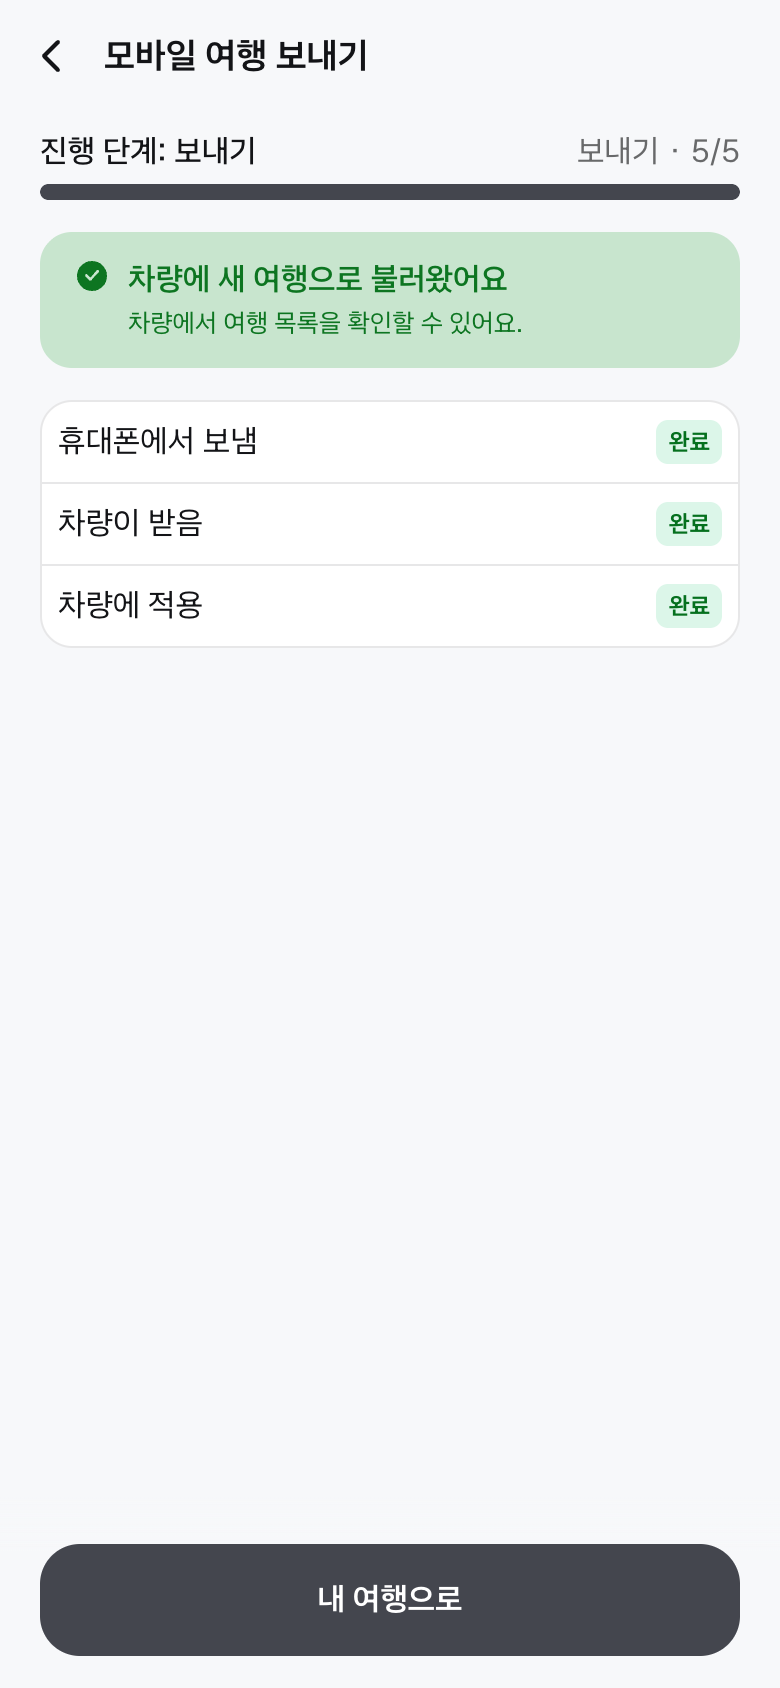 모바일 여행 보내기
진행 단계: 보내기
보내기 · 5/5
차량에 새 여행으로 불러왔어요
차량에서 여행 목록을 확인할 수 있어요.
휴대폰에서 보냄
완료
차량이 받음
완료
차량에 적용
완료
내 여행으로